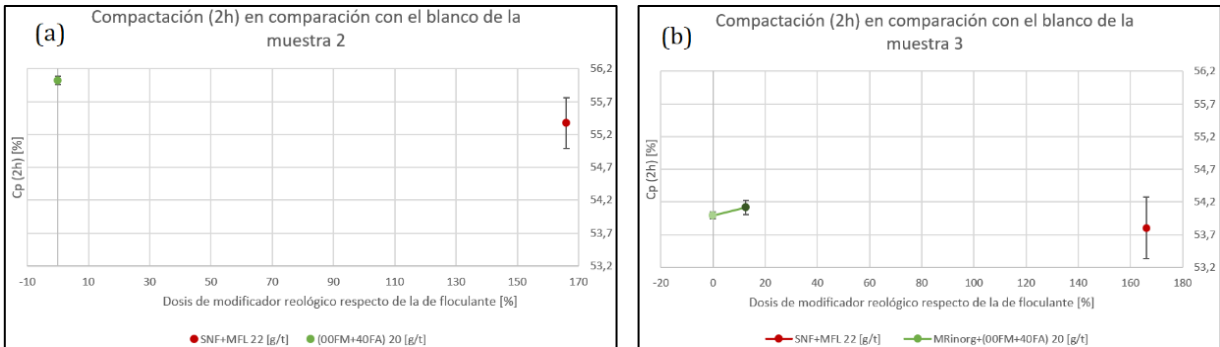 (a)
Compactación (2h) en comparación con el blanco de la
muestra 2
56,2
55,7
55,2
54,7
54,2
53,7
53,2
Cp (2h) [%]
-10 10 30 50 70 90 110 130 150 170
Dosis de modificador reológico respecto de la de floculante [%]
SNF+MFL 22 [g/t] (00FM+40FA) 20 [g/t]
(b)
Compactación (2h) en comparación con el blanco de la
muestra 3
56,2
55,7
55,2
54,7
54,2
53,7
53,2
Cp (2h) [%]
-20 0 20 40 60 80 100 120 140 160 180
Dosis de modificador reológico respecto de la de floculante [%]
SNF+MFL 22 [g/t] MRinorg+(00FM+40FA) 20 [g/t]